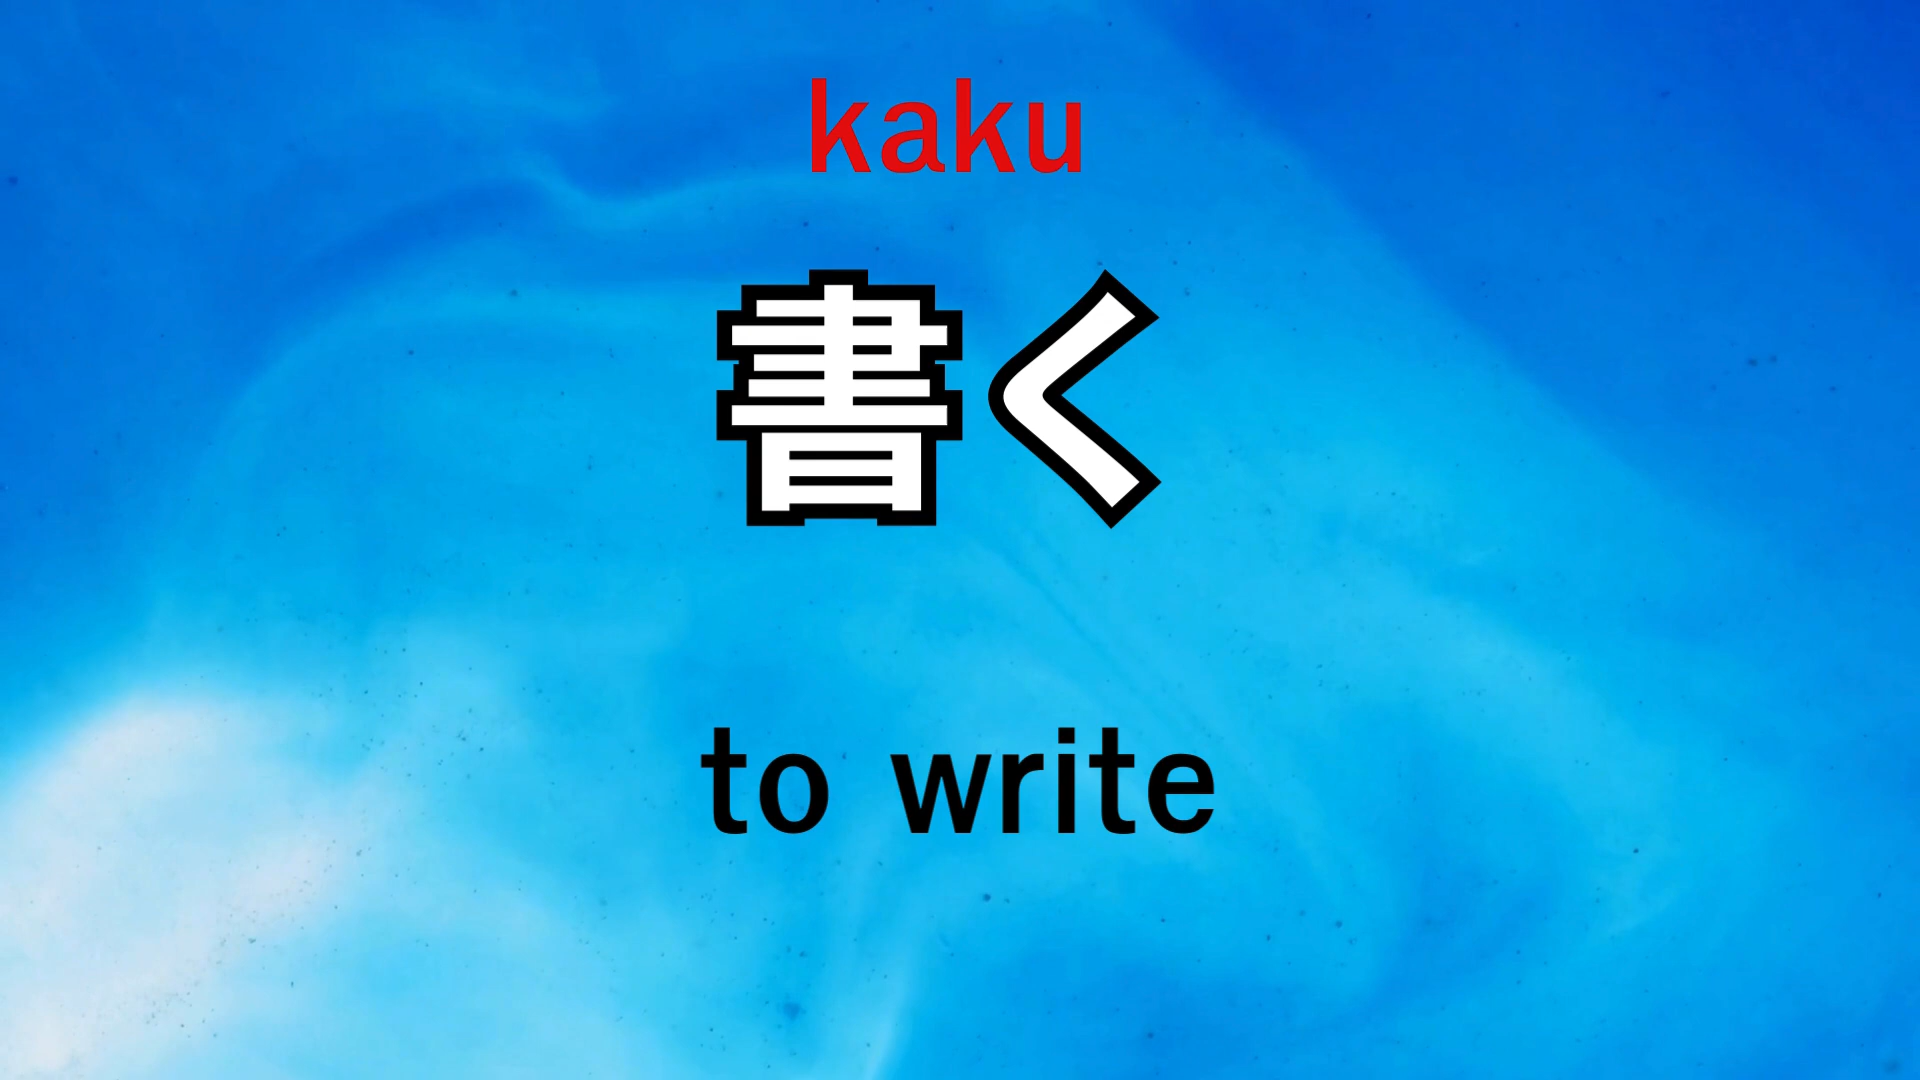 kaku
書く
to write